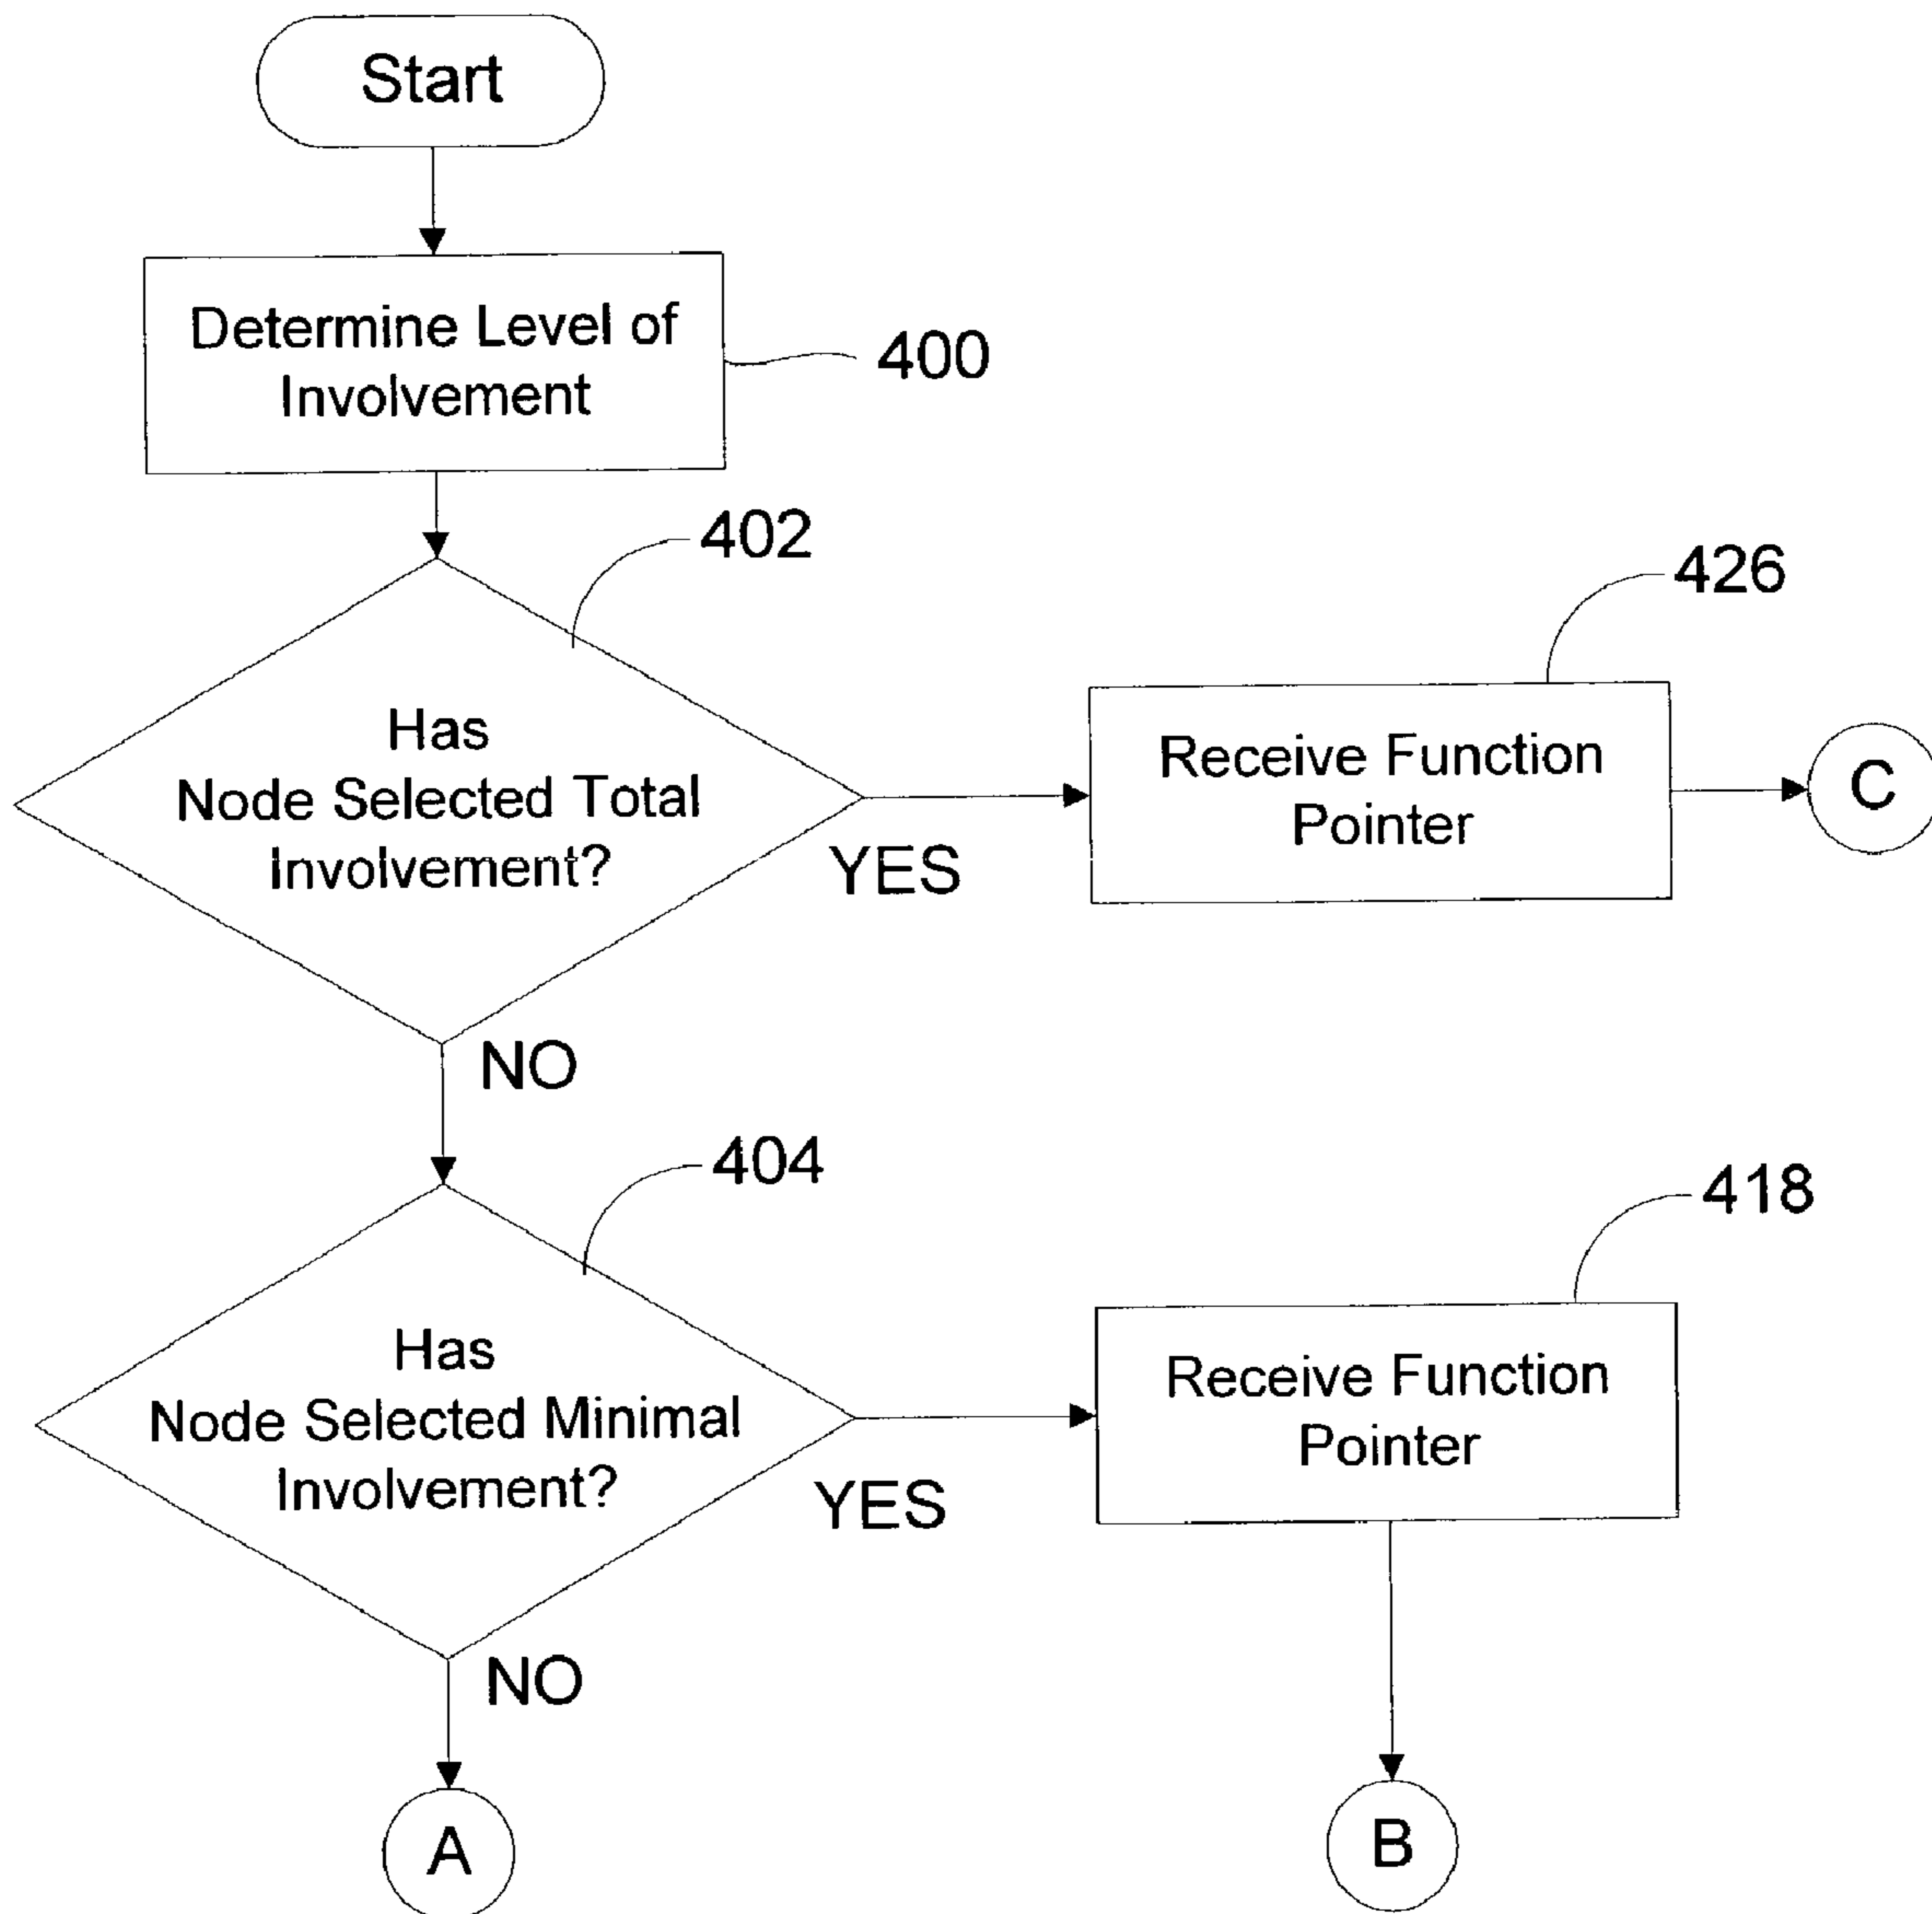 Start
Determine Level of
Involvement
400
402
Has
Node Selected Total
Involvement?
YES
426
Receive Function
Pointer
C
NO
404
Has
Node Selected Minimal
Involvement?
YES
418
Receive Function
Pointer
NO
A
B